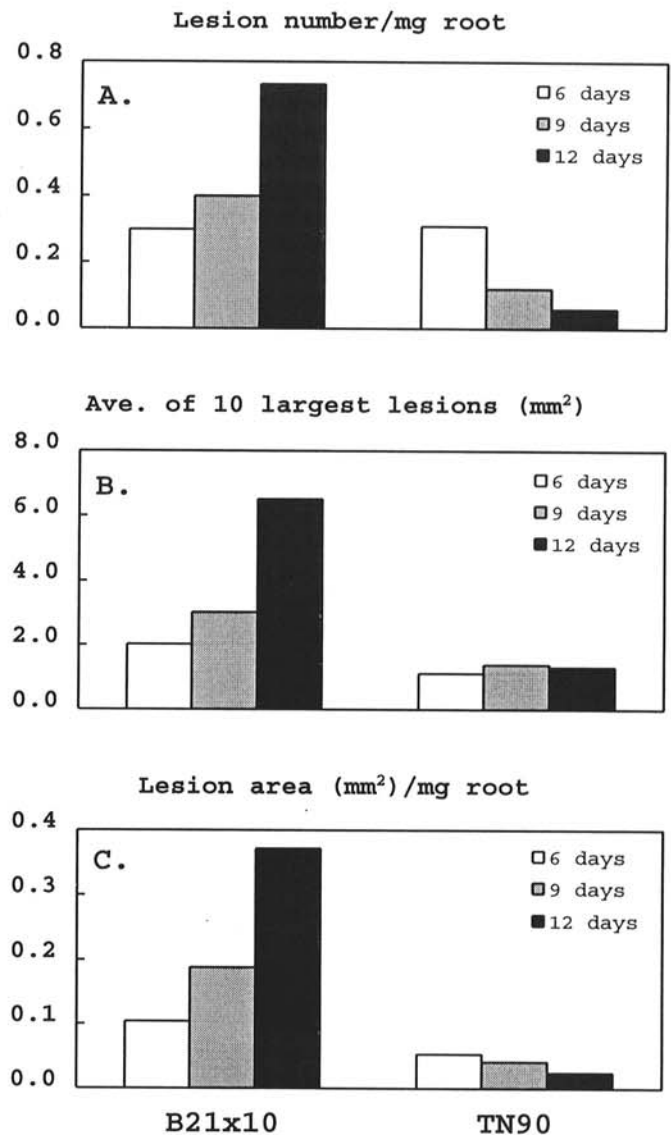 Lesion number/mg root
0.8
A.
6 days
9 days
12 days
0.6
0.4
0.2
0.0
Ave. of 10 largest lesions (mm²)
8.0
B.
6 days
9 days
12 days
6.0
4.0
2.0
0.0
Lesion area (mm²)/mg root
0.4
C.
6 days
9 days
12 days
0.3
0.2
0.1
0.0
B21x10 TN90